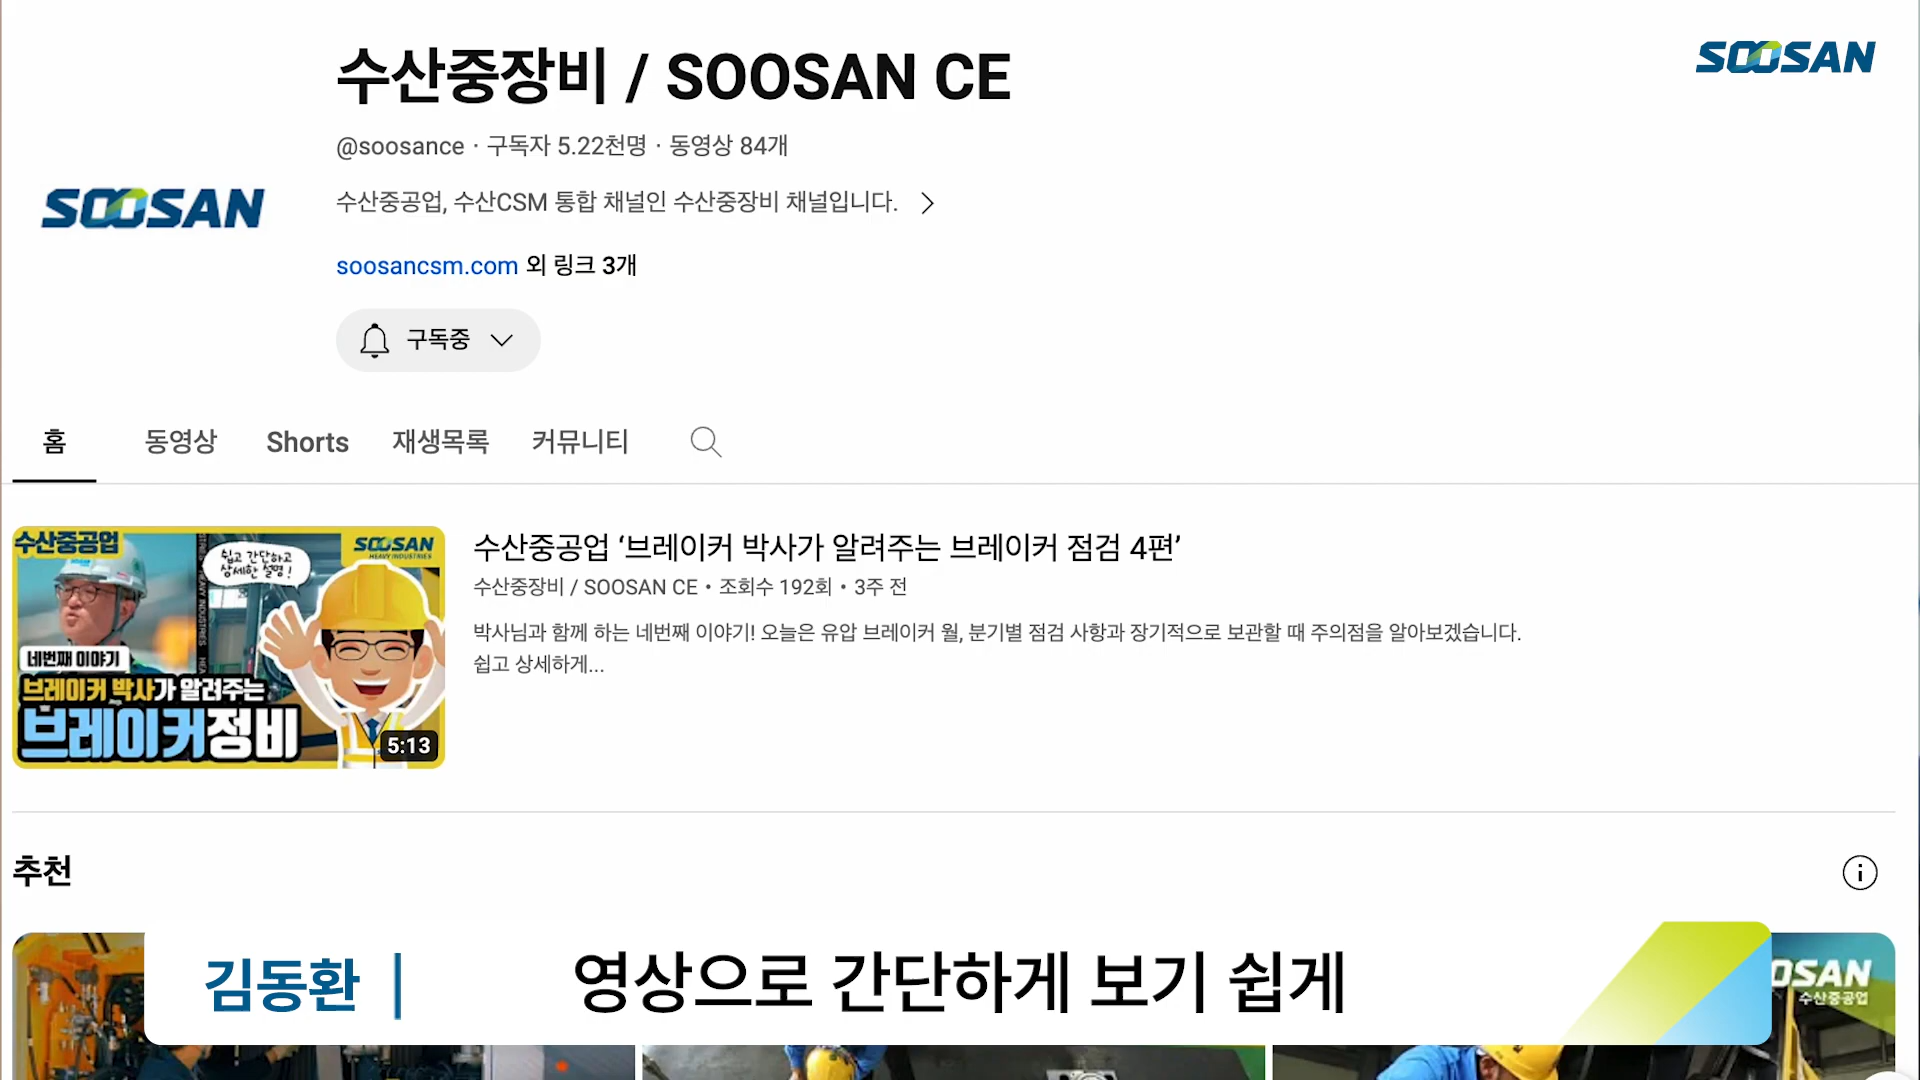 수산중장비 / SOOSAN CE
SOOSAN
@soosance · 구독자 5.22천명 · 동영상 84개
SOOSAN
수산중공업, 수산CSM 통합 채널인 수산중장비 채널입니다.
soosancsm.com 외 링크 3개
구독중
홈 동영상 Shorts 재생목록 커뮤니티
수산중공업
쉽고 간단하고
상세한 설명!
SOOSAN
HEAVY INDUSTRIES
네번째 이야기
브레이커 박사가 알려주는
브레이커정비
5:13
수산중공업 ‘브레이커 박사가 알려주는 브레이커 점검 4편’
수산중장비 / SOOSAN CE • 조회수 192회 • 3주 전
박사님과 함께 하는 네번째 이야기! 오늘은 유압 브레이커 월, 분기별 점검 사항과 장기적으로 보관할 때 주의점을 알아보겠습니다.
쉽고 상세하게...
추천
김동환 | 영상으로 간단하게 보기 쉽게
OSAN
수산중공업